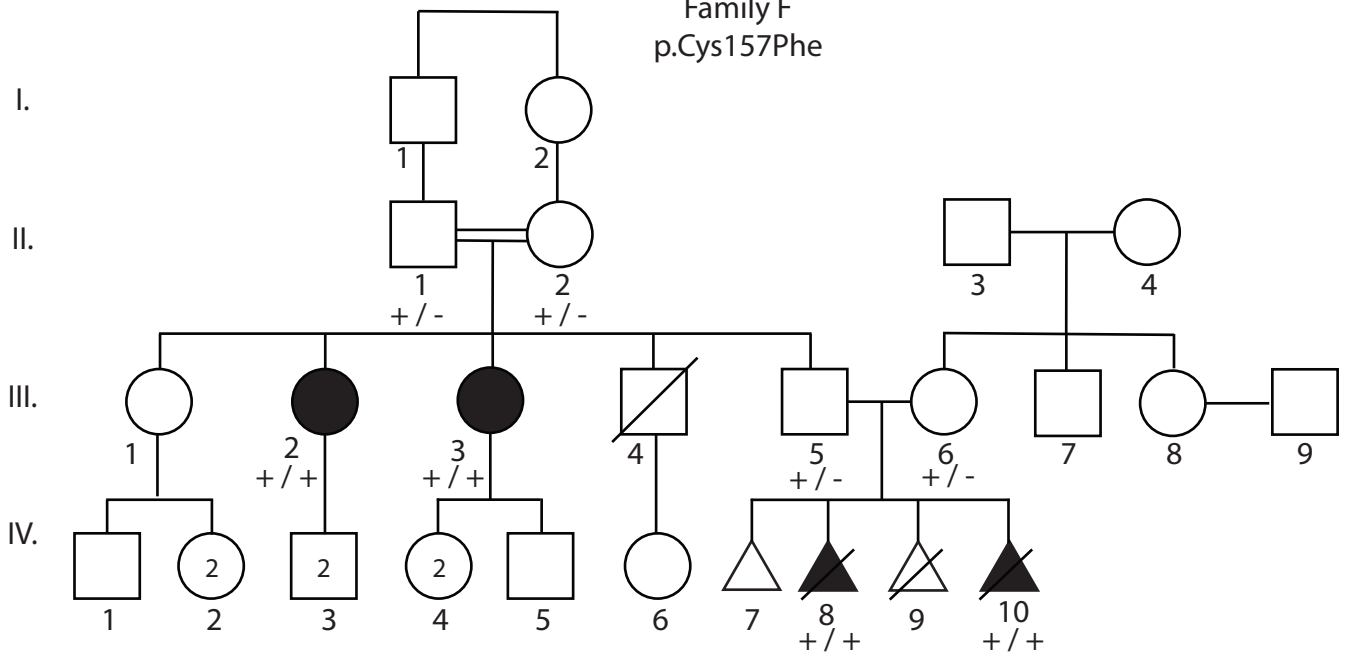 Family F
p.Cys157Phe
I.
1 2
II.
1 2 3 4
+ / - + / -
III.
1 2 3 4 5 6 7 8 9
+ / + + / + + / - + / -
IV.
2 2 2
1 2 3 4 5 6 7 8 9 10
+ / + + / +